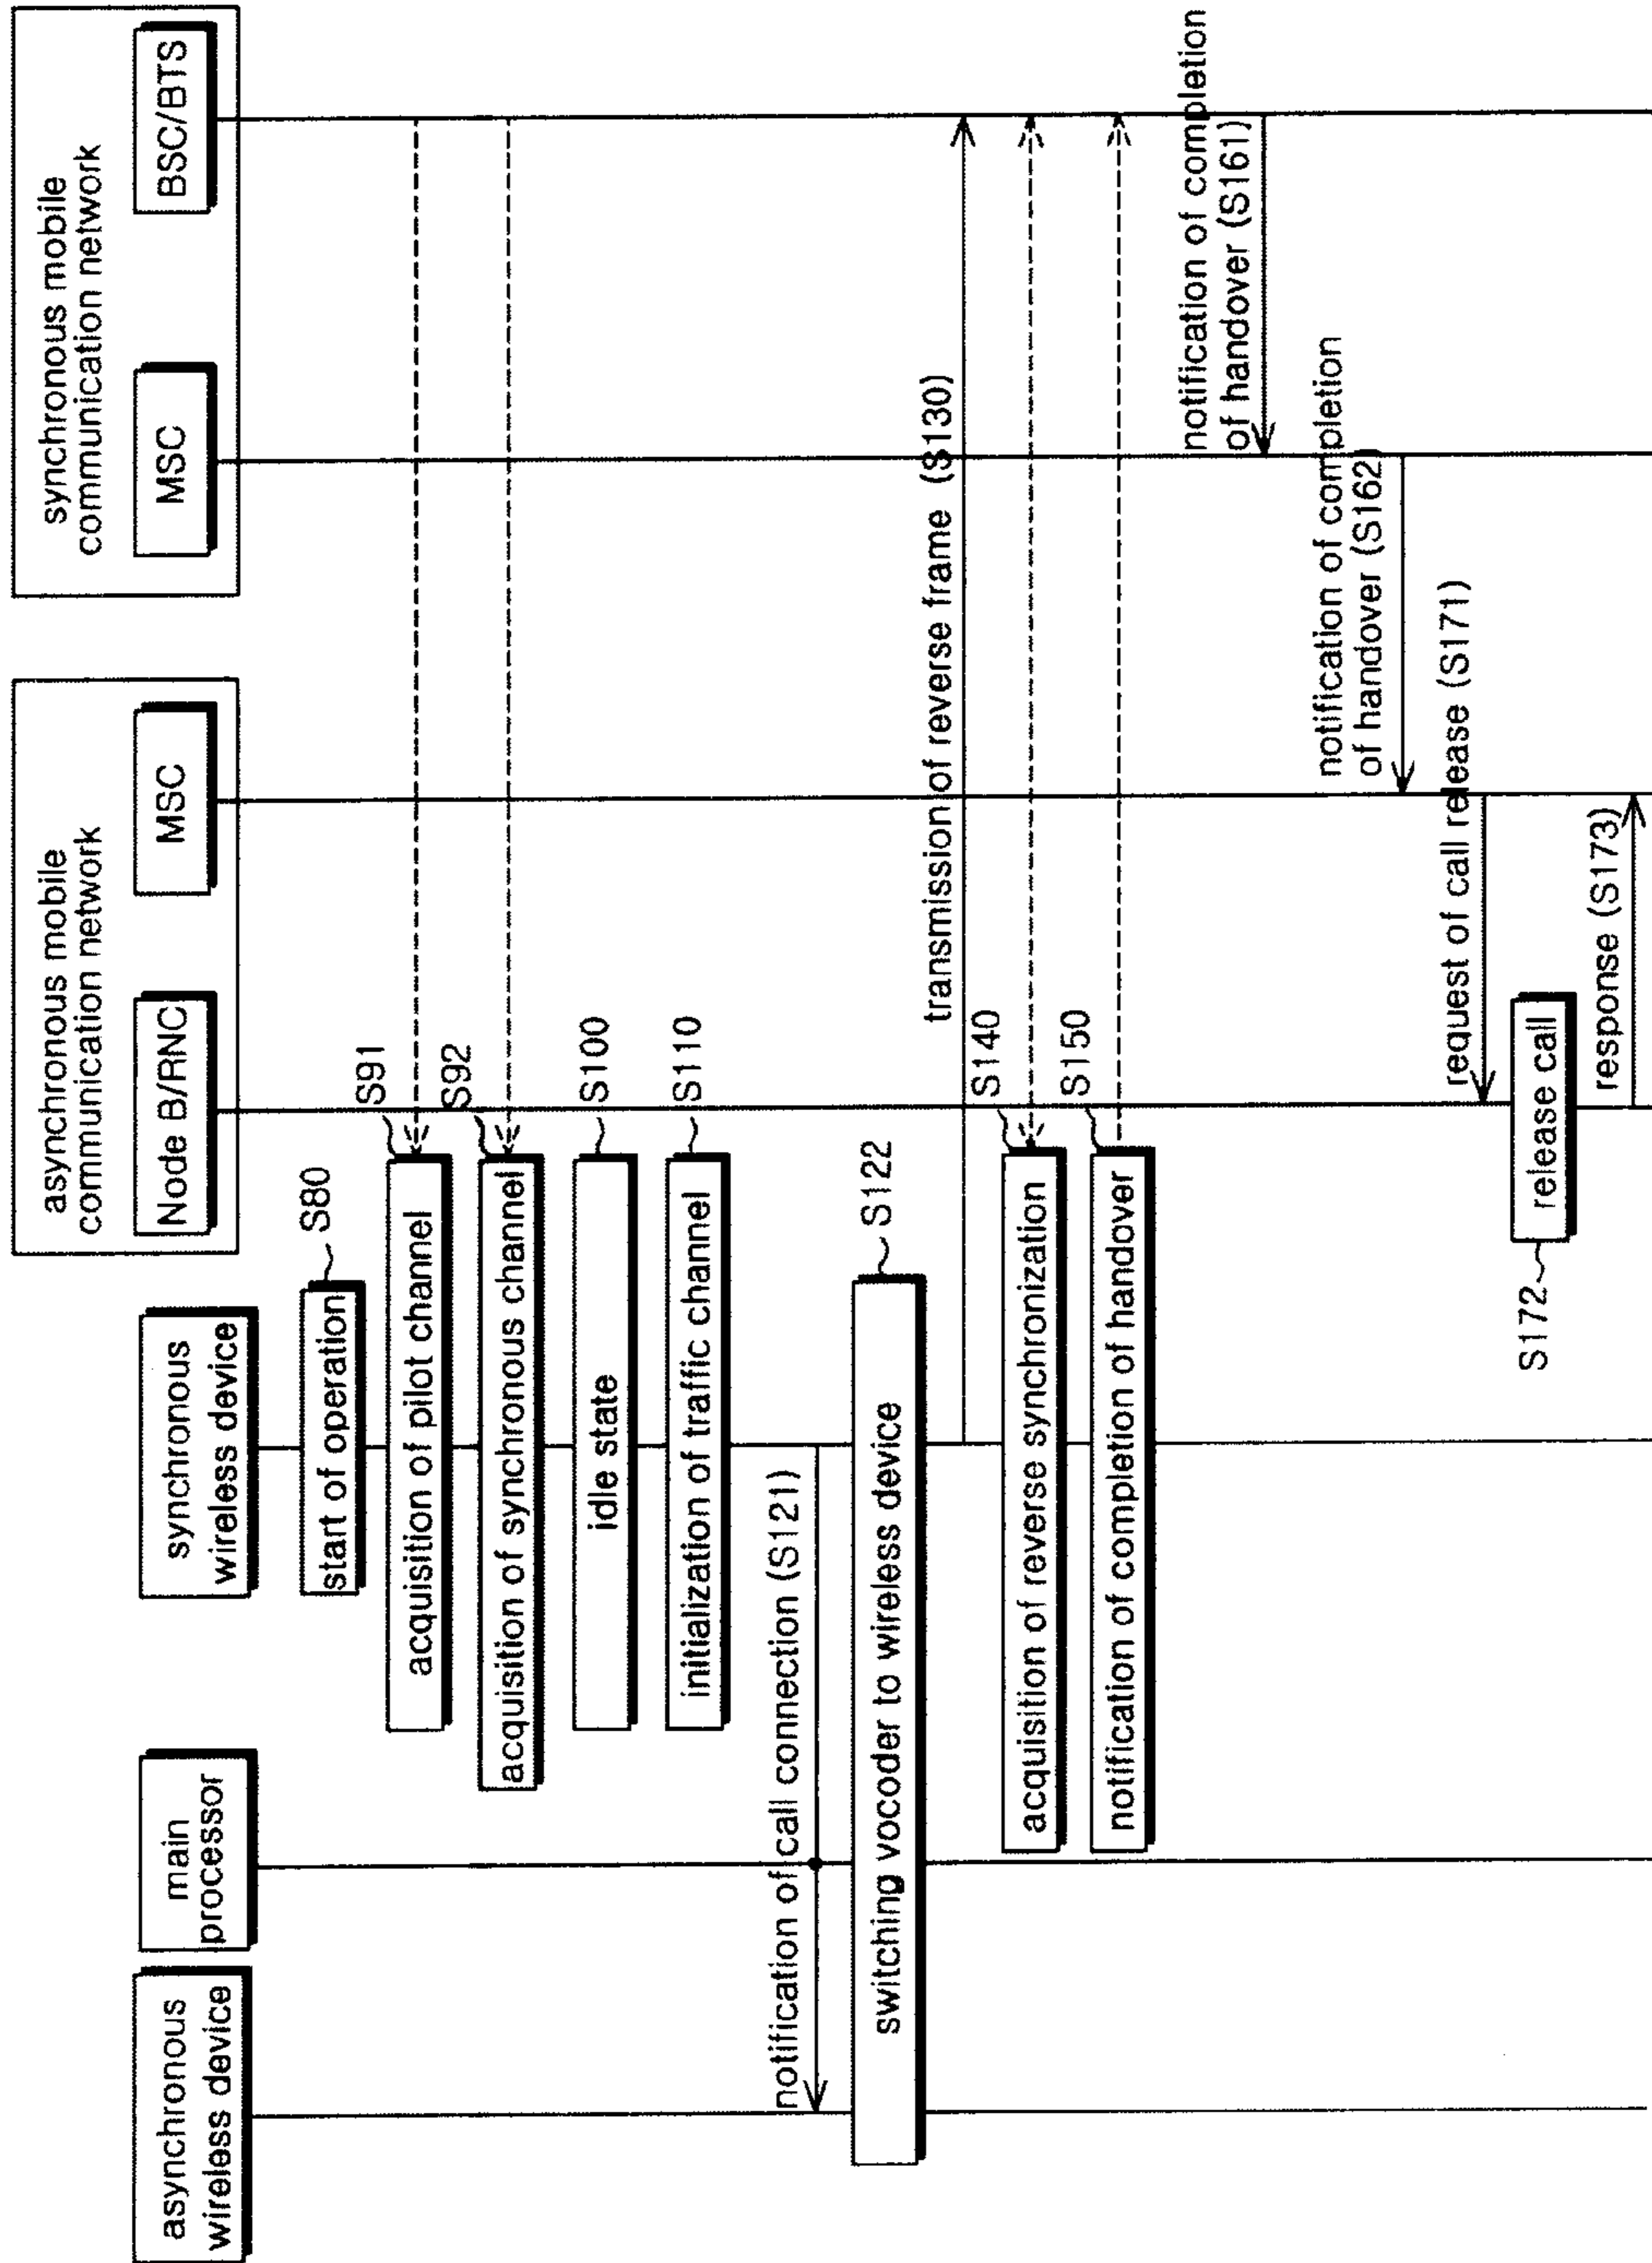 asynchronous
wireless device
main
processor
synchronous
wireless device
asynchronous mobile
communication network
Node B/RNC
MSC
synchronous mobile
communication network
MSC
BSC/BTS
start of operation
S80
acquisition of pilot channel
S91
acquisition of synchronous channel
S92
idle state
S100
initialization of traffic channel
S110
notification of call connection (S121)
switching vocoder to wireless device
S122
transmission of reverse frame (S130)
acquisition of reverse synchronization
S140
notification of completion of handover
S150
notification of completion
of handover (S161)
notification of completion
of handover (S162)
request of call release (S171)
release call
S172
response (S173)